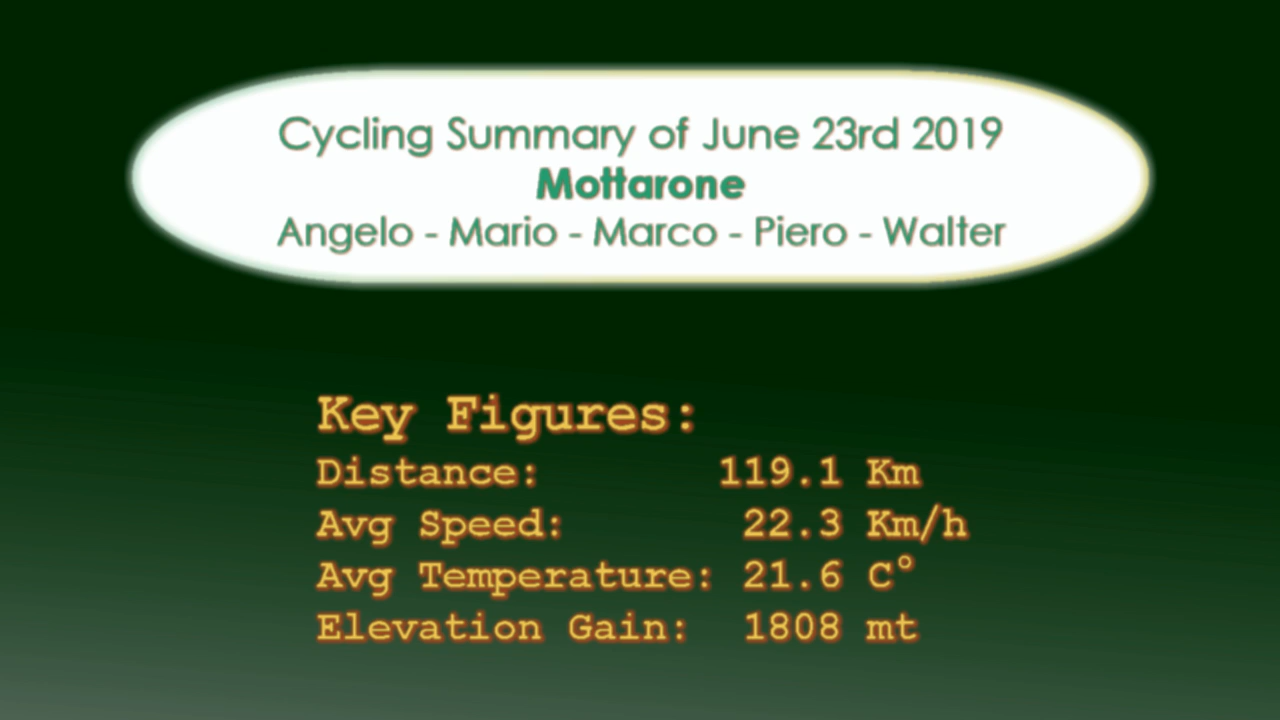 Cycling Summary of June 23rd 2019
Mottarone
Angelo - Mario - Marco - Piero - Walter
Key Figures:
Distance: 119.1 Km
Avg Speed: 22.3 Km/h
Avg Temperature: 21.6 C°
Elevation Gain: 1808 mt